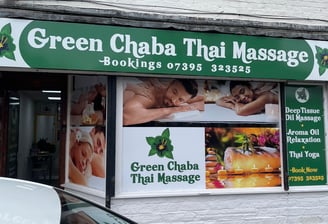 Green Chaba Thai Massage
-Bookings 07395 323525
Green Chaba
Thai Massage
Deep Tissue
Oil Massage
Aroma Oil
Relaxation
Thai Yoga
-Book Now
07395 323525